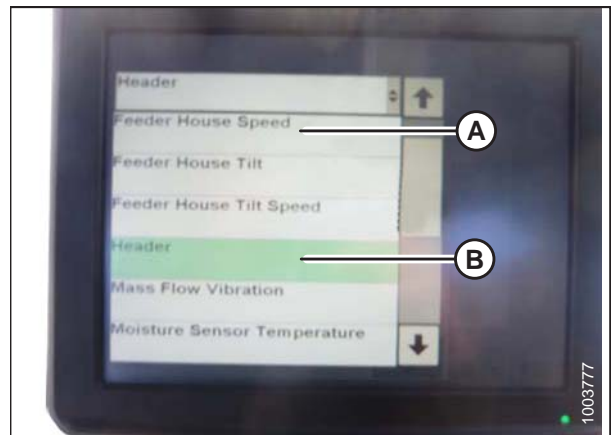 Header
Feeder House Speed
A
Feeder House Tilt
Feeder House Tilt Speed
Header
B
Mass Flow Vibration
Moisture Sensor Temperature
1003777